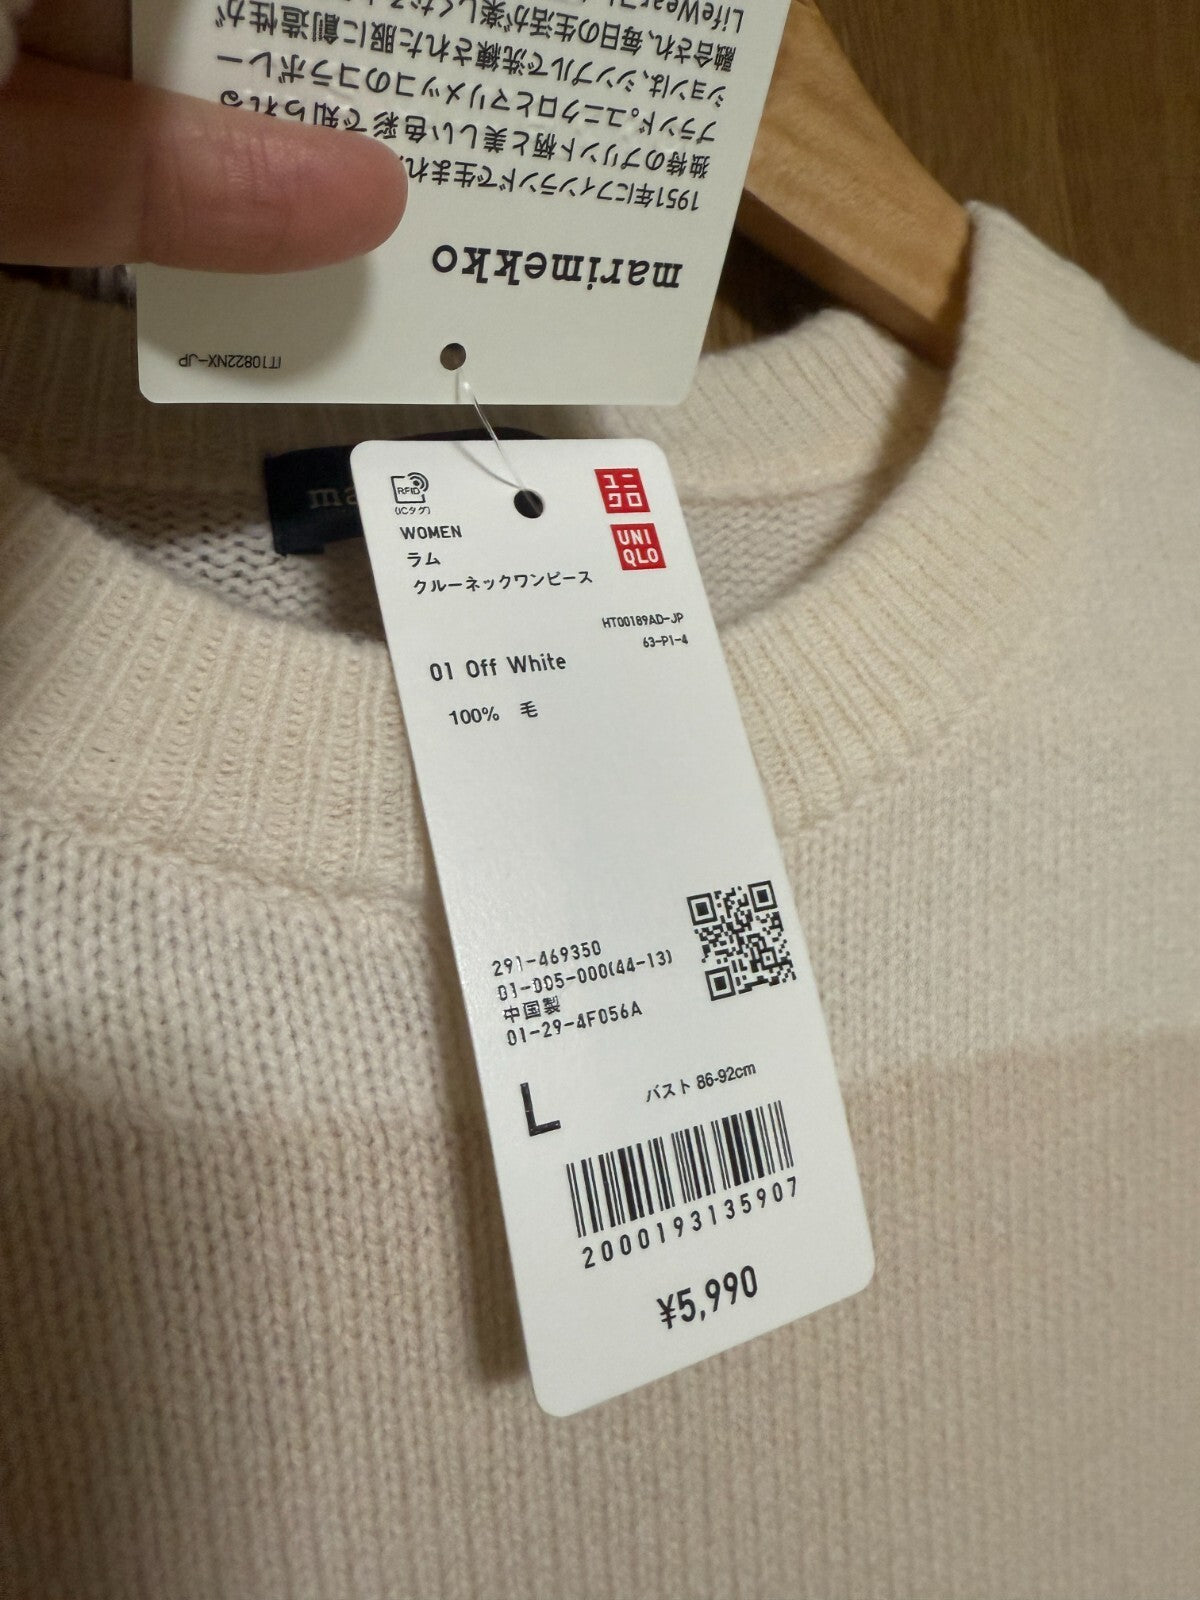 LifeWear
融合され、毎日の生活が楽しくなる
ションは、シンプルで洗練された服に創造性が
ブランド。ユニクロとマリメッコのコラボレー
独特のプリント柄と美しい色彩で知られる
1951年にフィンランドで生まれ
marimekko
IT10822NX-JP
ma
RFID
(ICタグ)
ユニ
クロ
UNI
QLO
WOMEN
ラム
クルーネックワンピース
HT00189AD-JP
63-P1-4
01 Off White
100% 毛
291-469350
01-005-000(44-13)
中国製
01-29-4F056A
L
バスト 86-92cm
2000193135907
¥5,990